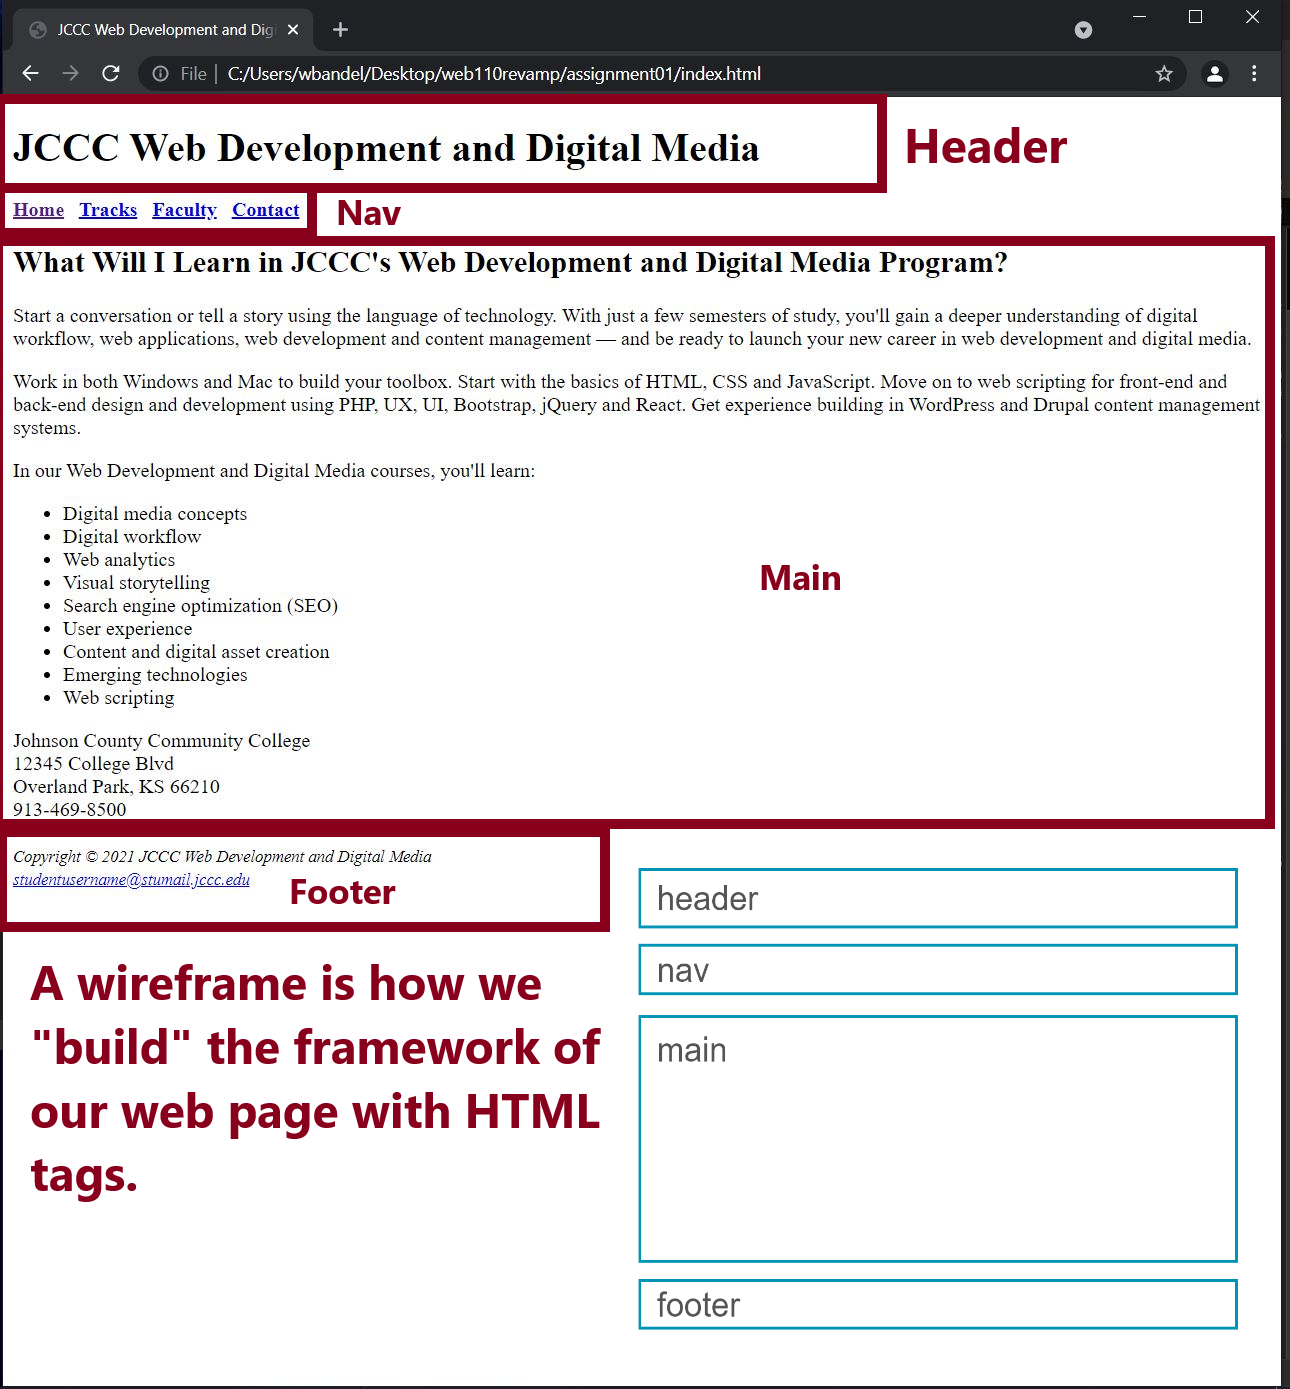 JCCC Web Development and Digi
File | C:/Users/wbandel/Desktop/web110revamp/assignment01/index.html
JCCC Web Development and Digital Media
Header
Home Tracks Faculty Contact
Nav
What Will I Learn in JCCC's Web Development and Digital Media Program?
Start a conversation or tell a story using the language of technology. With just a few semesters of study, you'll gain a deeper understanding of digital
workflow, web applications, web development and content management — and be ready to launch your new career in web development and digital media.
Work in both Windows and Mac to build your toolbox. Start with the basics of HTML, CSS and JavaScript. Move on to web scripting for front-end and
back-end design and development using PHP, UX, UI, Bootstrap, jQuery and React. Get experience building in WordPress and Drupal content management
systems.
In our Web Development and Digital Media courses, you'll learn:
• Digital media concepts
• Digital workflow
• Web analytics
• Visual storytelling
• Search engine optimization (SEO)
• User experience
• Content and digital asset creation
• Emerging technologies
• Web scripting
Main
Johnson County Community College
12345 College Blvd
Overland Park, KS 66210
913-469-8500
Copyright © 2021 JCCC Web Development and Digital Media
studentusername@stumail.jccc.edu
Footer
A wireframe is how we
"build" the framework of
our web page with HTML
tags.
header
nav
main
footer